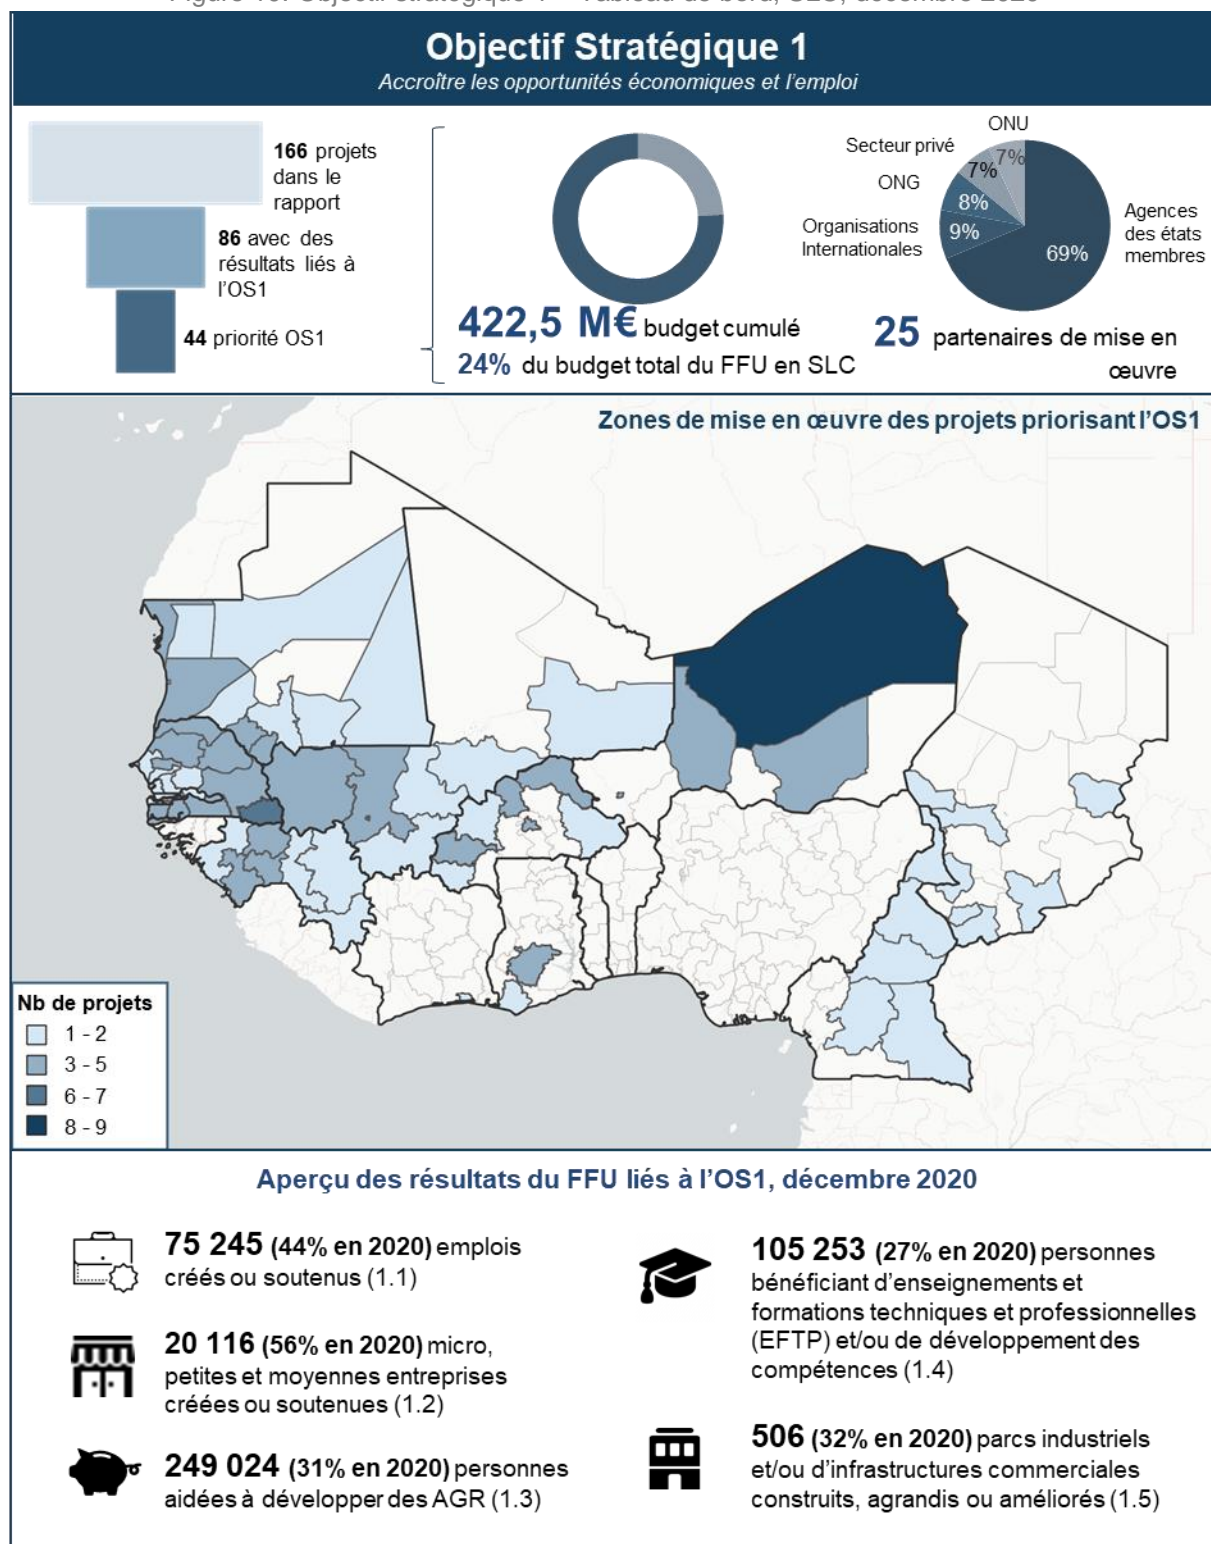 Objectif Stratégique 1
Accroître les opportunités économiques et l'emploi
166 projets
dans le
rapport
86 avec des
résultats liés à
l'OS1
44 priorité OS1
422,5 M€ budget cumulé
24% du budget total du FFU en SLC
ONU
Secteur privé
ONG
Organisations
Internationales
Agences
des états
membres
7%
7%
8%
9%
69%
25 partenaires de mise en
œuvre
Zones de mise en œuvre des projets priorisant l'OS1
Nb de projets
1 - 2
3 - 5
6 - 7
8 - 9
Aperçu des résultats du FFU liés à l'OS1, décembre 2020
75 245 (44% en 2020) emplois
créés ou soutenus (1.1)
20 116 (56% en 2020) micro,
petites et moyennes entreprises
créées ou soutenues (1.2)
249 024 (31% en 2020) personnes
aidées à développer des AGR (1.3)
105 253 (27% en 2020) personnes
bénéficiant d'enseignements et
formations techniques et professionnelles
(EFTP) et/ou de développement des
compétences (1.4)
506 (32% en 2020) parcs industriels
et/ou d'infrastructures commerciales
construits, agrandis ou améliorés (1.5)